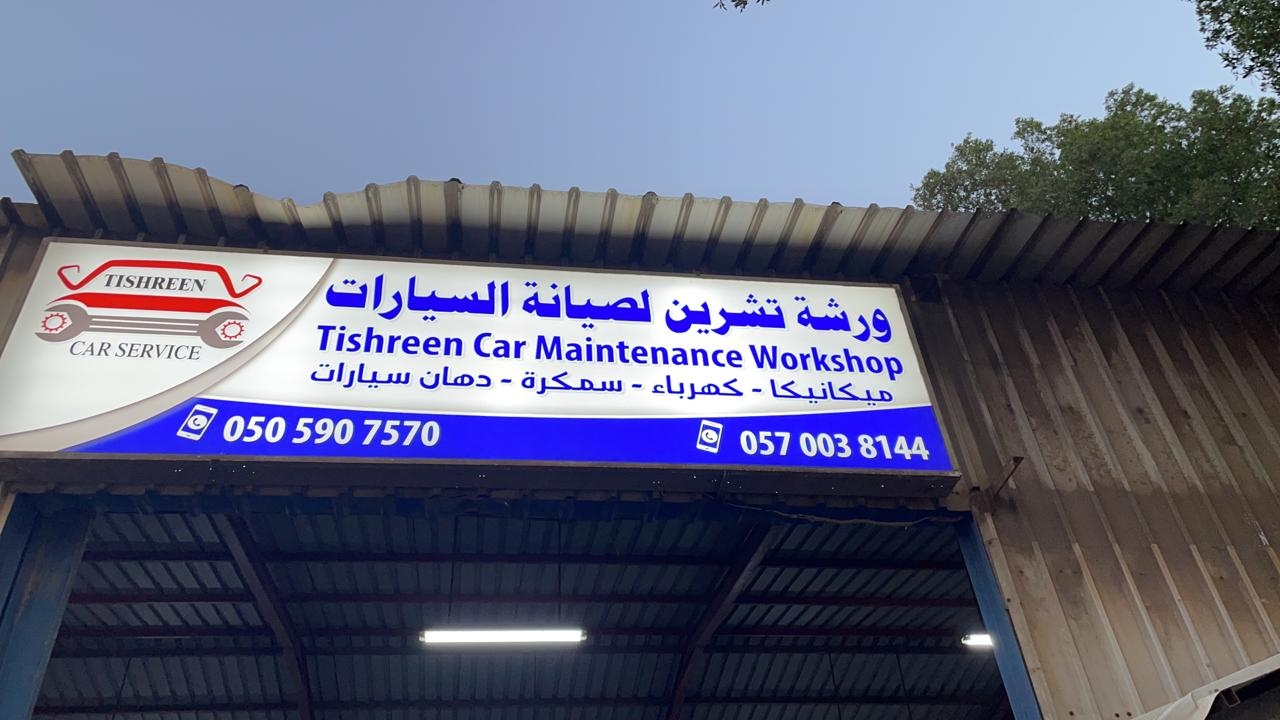 TISHREEN
CAR SERVICE
ورشة تشرين لصيانة السيارات
Tishreen Car Maintenance Workshop
ميكانيكا - كهرباء - سمكرة - دهان سيارات
050 590 7570
057 003 8144